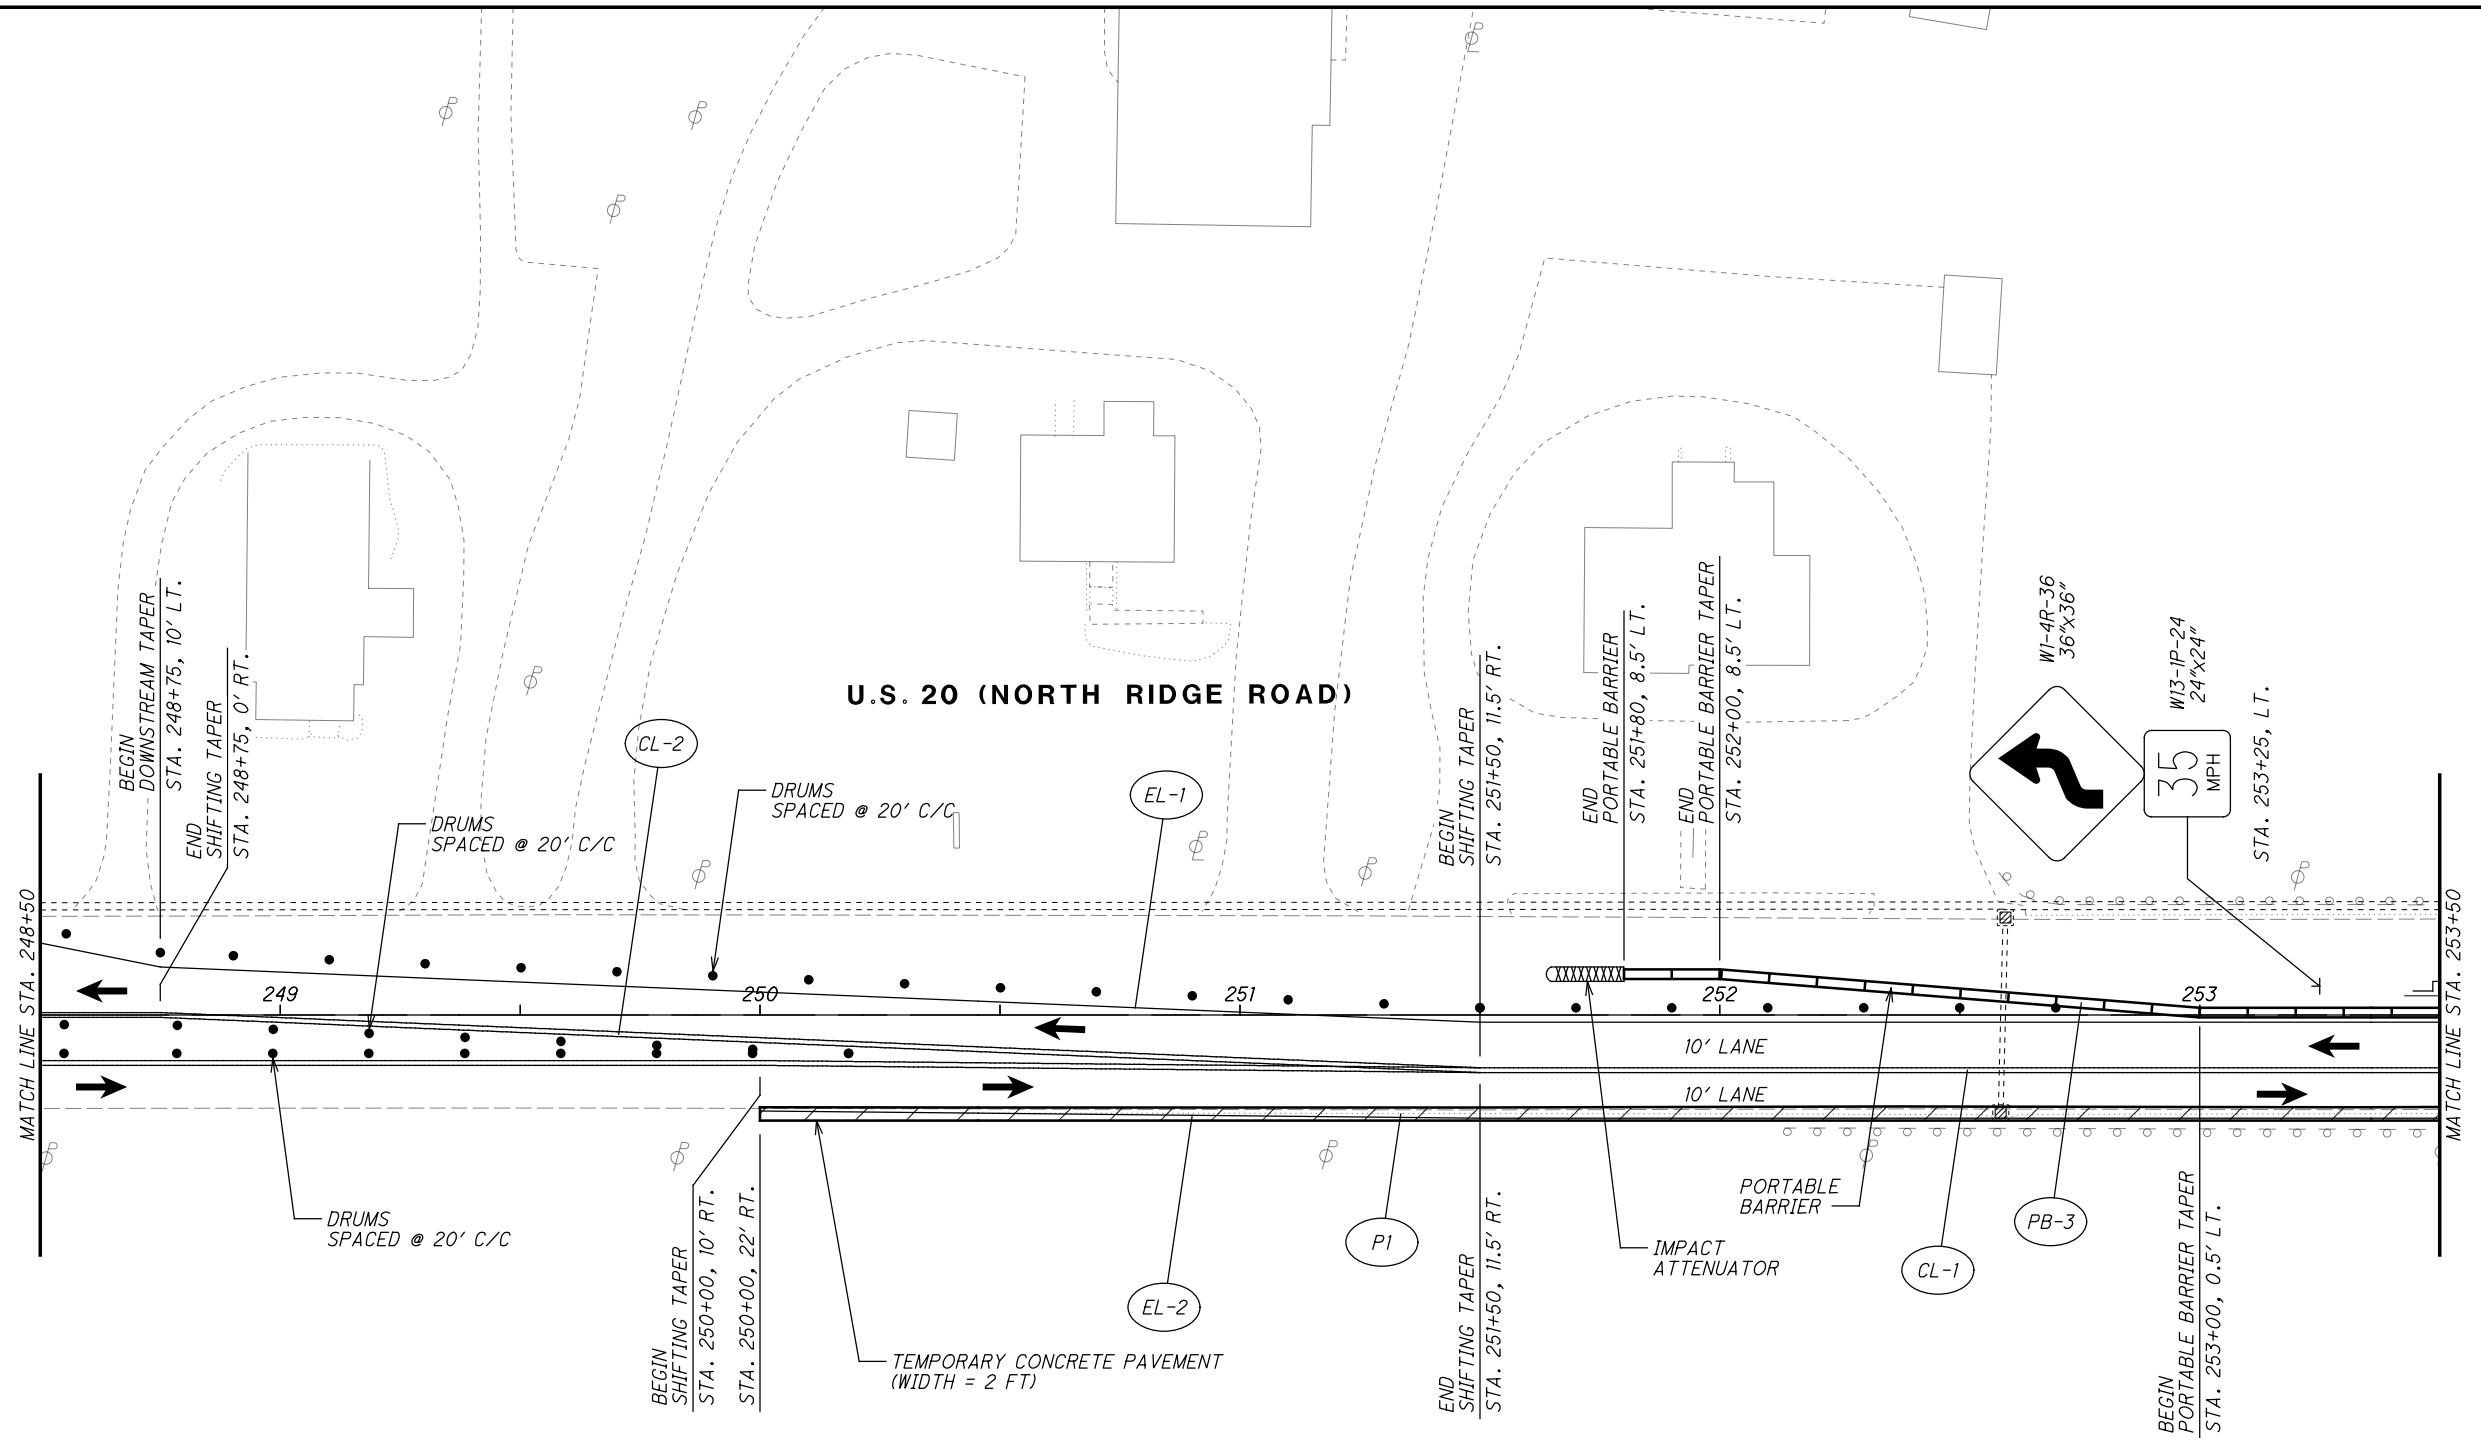 BEGIN
DOWNSTREAM TAPER
STA. 248+75, 10' LT.
END
SHIFTING TAPER
STA. 248+75, 0' RT.
CL-2
DRUMS
SPACED @ 20' C/C
DRUMS
SPACED @ 20' C/C
U.S. 20 (NORTH RIDGE ROAD)
EL-1
BEGIN
SHIFTING TAPER
STA. 251+50, 11.5' RT.
END
PORTABLE BARRIER
STA. 251+80, 8.5' LT.
END
PORTABLE BARRIER TAPER
STA. 252+00, 8.5' LT.
W1-4R-36
36"x36"
W13-1P-24
24"x24"
35
MPH
STA. 253+25, LT.
MATCH LINE STA. 248+50
249
250
251
252
253
10' LANE
10' LANE
MATCH LINE STA. 253+50
DRUMS
SPACED @ 20' C/C
BEGIN
SHIFTING TAPER
STA. 250+00, 10' RT.
STA. 250+00, 22' RT.
TEMPORARY CONCRETE PAVEMENT
(WIDTH = 2 FT)
EL-2
P1
END
SHIFTING TAPER
STA. 251+50, 11.5' RT.
IMPACT
ATTENUATOR
PORTABLE
BARRIER
CL-1
PB-3
BEGIN
PORTABLE BARRIER TAPER
STA. 253+00, 0.5' LT.